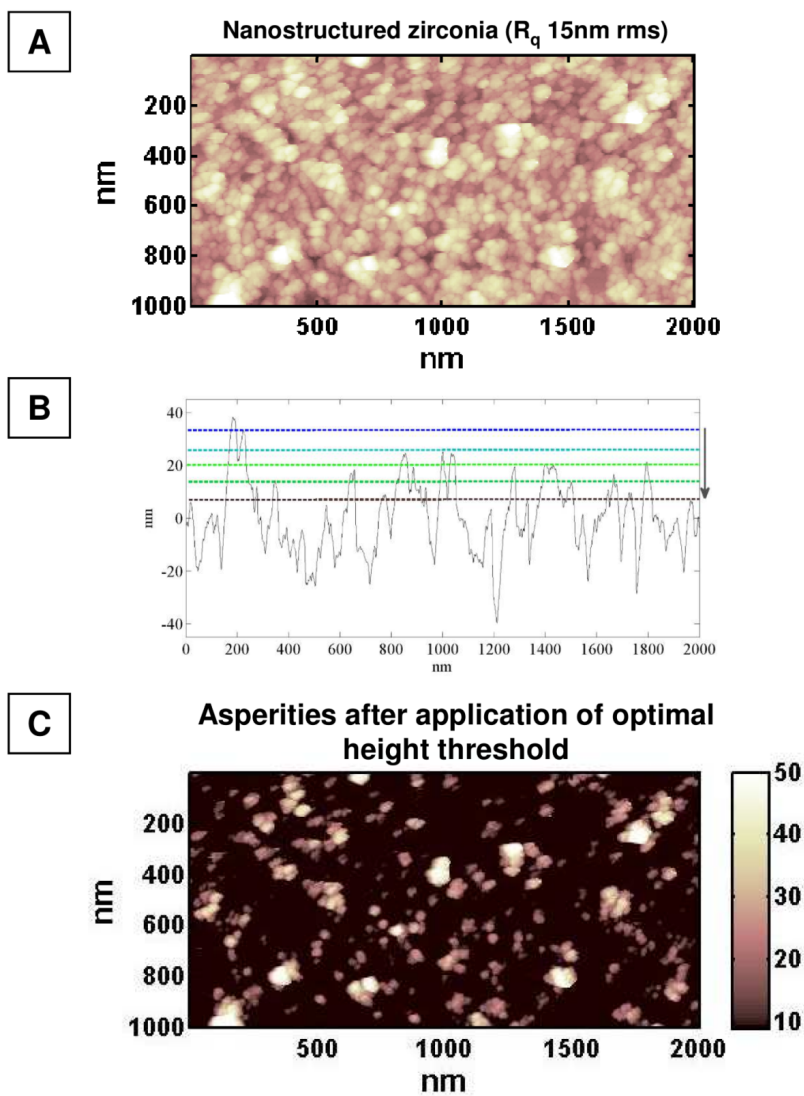 A
Nanostructured zirconia (Rq 15nm rms)
200
400
600
800
1000
nm
500 1000 1500 2000
nm
B
40
20
0
-20
-40
nm
0 200 400 600 800 1000 1200 1400 1600 1800 2000
nm
C
Asperities after application of optimal
height threshold
200
400
600
800
1000
nm
500 1000 1500 2000
nm
50
40
30
20
10